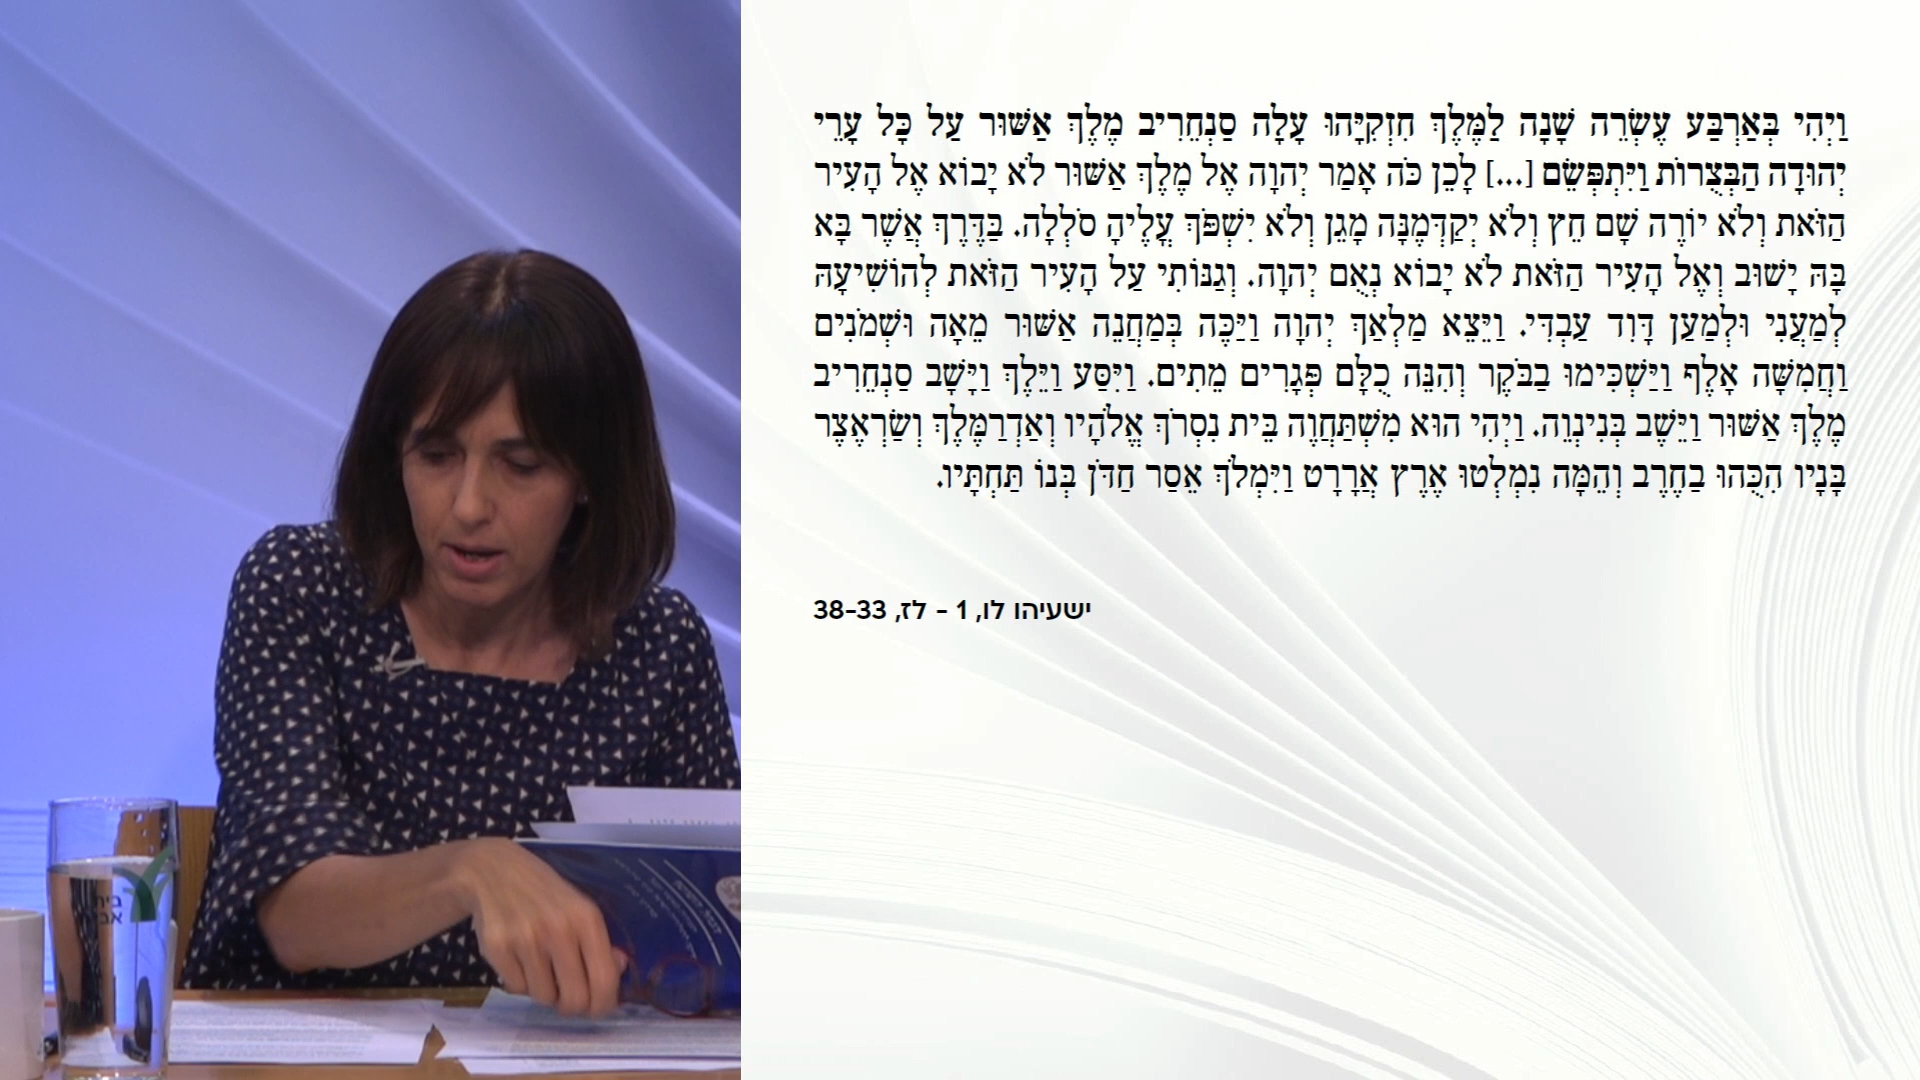 וַיְהִי בְּאַרְבַּע עֶשְׂרֵה שָׁנָה לַמֶּלֶךְ חִזְקִיָּהוּ עָלָה סַנְחֵרִיב מֶלֶךְ אַשּׁוּר עַל כָּל עָרֵי
יְהוּדָה הַבְּצֻרוֹת וַיִּתְפְּשֵׂם [...] לָכֵן כֹּה אָמַר יְהוָה אֶל מֶלֶךְ אַשּׁוּר לֹא יָבוֹא אֶל הָעִיר
הַזֹּאת וְלֹא יוֹרֶה שָׁם חֵץ וְלֹא יְקַדְּמֶנָּה מָגֵן וְלֹא יִשְׁפֹּךְ עָלֶיהָ סֹלְלָה. בַּדֶּרֶךְ אֲשֶׁר בָּא
בָּהּ יָשׁוּב וְאֶל הָעִיר הַזֹּאת לֹא יָבוֹא נְאֻם יְהוָה. וְגַנּוֹתִי עַל הָעִיר הַזֹּאת לְהוֹשִׁיעָהּ
לְמַעֲנִי וּלְמַעַן דָּוִד עַבְדִּי. וַיֵּצֵא מַלְאַךְ יְהוָה וַיַּכֶּה בְּמַחֲנֵה אַשּׁוּר מֵאָה וּשְׁמֹנִים
וַחֲמִשָּׁה אָלֶף וַיַּשְׁכִּימוּ בַבֹּקֶר וְהִנֵּה כֻלָּם פְּגָרִים מֵתִים. וַיִּסַּע וַיֵּלֶךְ וַיָּשָׁב סַנְחֵרִיב
מֶלֶךְ אַשּׁוּר וַיֵּשֶׁב בְּנִינְוֵה. וַיְהִי הוּא מִשְׁתַּחֲוֶה בֵּית נִסְרֹךְ אֱלֹהָיו וְאַדְרַמֶּלֶךְ וְשַׂרְאֶצֶר
בָּנָיו הִכֻּהוּ בַחֶרֶב וְהֵמָּה נִמְלְטוּ אֶרֶץ אֲרָרָט וַיִּמְלֹךְ אֵסַר חַדֹּן בְּנוֹ תַּחְתָּיו.
ישעיהו לו, 1 – לז, 33–38
בית